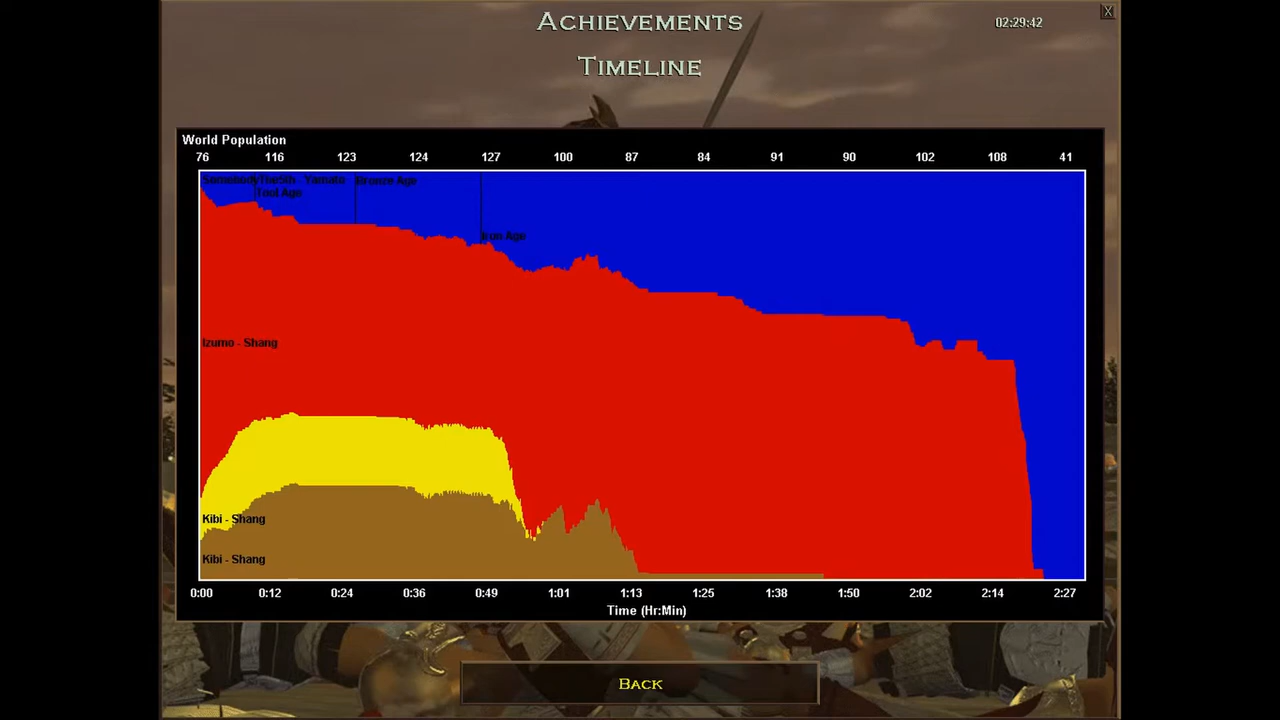 ACHIEVEMENTS
02:29:42
X
TIMELINE
World Population
76 116 123 124 127 100 87 84 91 90 102 108 41
SomebodyThe5th - Yamato
Bronze Age
Tool Age
Iron Age
Izumo - Shang
Kibi - Shang
Kibi - Shang
0:00 0:12 0:24 0:36 0:49 1:01 1:13 1:25 1:38 1:50 2:02 2:14 2:27
Time (Hr:Min)
BACK